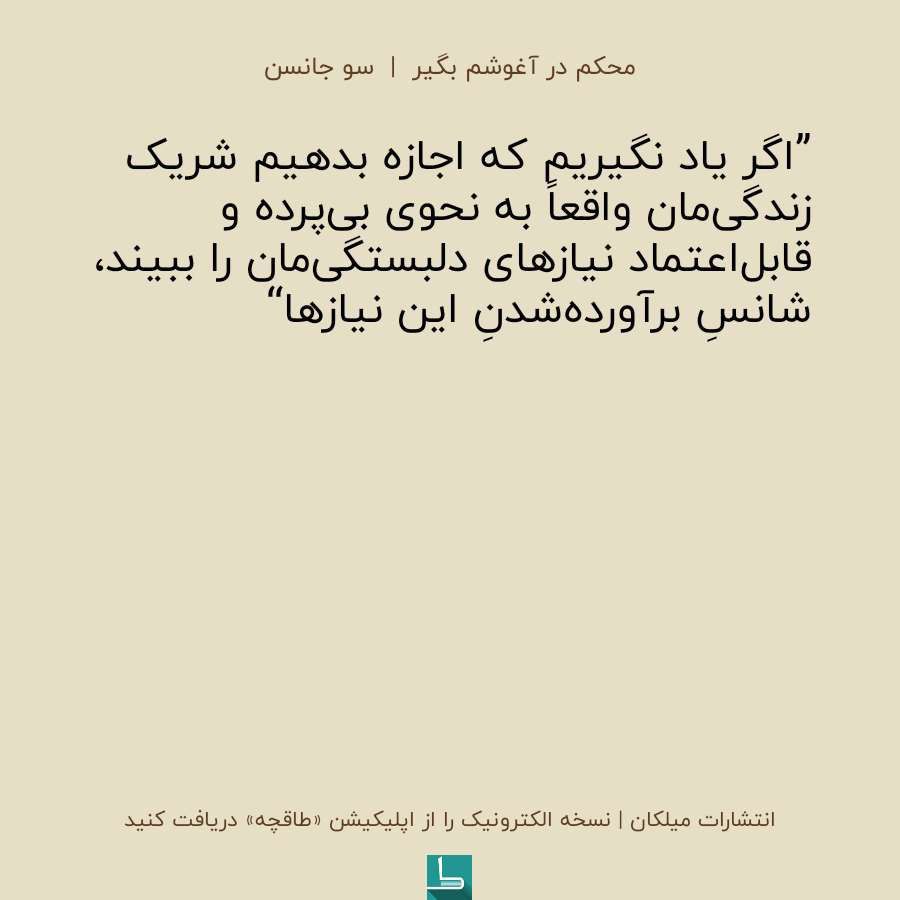 محکم در آغوشم بگیر | سو جانسن
”اگر یاد نگیریم که اجازه بدهیم شریک
زندگی‌مان واقعاً به نحوی بی‌پرده و
قابل‌اعتماد نیازهای دلبستگی‌مان را ببیند،
شانسِ برآورده‌شدنِ این نیازها“
انتشارات میلکان | نسخه الکترونیک را از اپلیکیشن «طاقچه» دریافت کنید